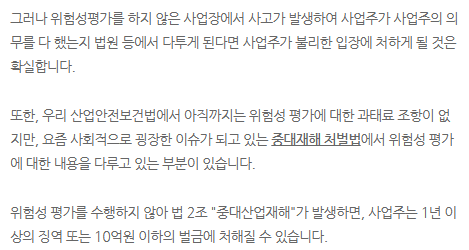 그러나 위험성평가를 하지 않은 사업장에서 사고가 발생하여 사업주가 사업주의 의
무를 다 했는지 법원 등에서 다투게 된다면 사업주가 불리한 입장에 처하게 될 것은
확실합니다.
또한, 우리 산업안전보건법에서 아직까지는 위험성 평가에 대한 과태료 조항이 없
지만, 요즘 사회적으로 굉장한 이슈가 되고 있는 중대재해 처벌법에서 위험성 평가
에 대한 내용을 다루고 있는 부분이 있습니다.
위험성 평가를 수행하지 않아 법 2조 "중대산업재해"가 발생하면, 사업주는 1년 이
상의 징역 또는 10억원 이하의 벌금에 처해질 수 있습니다.